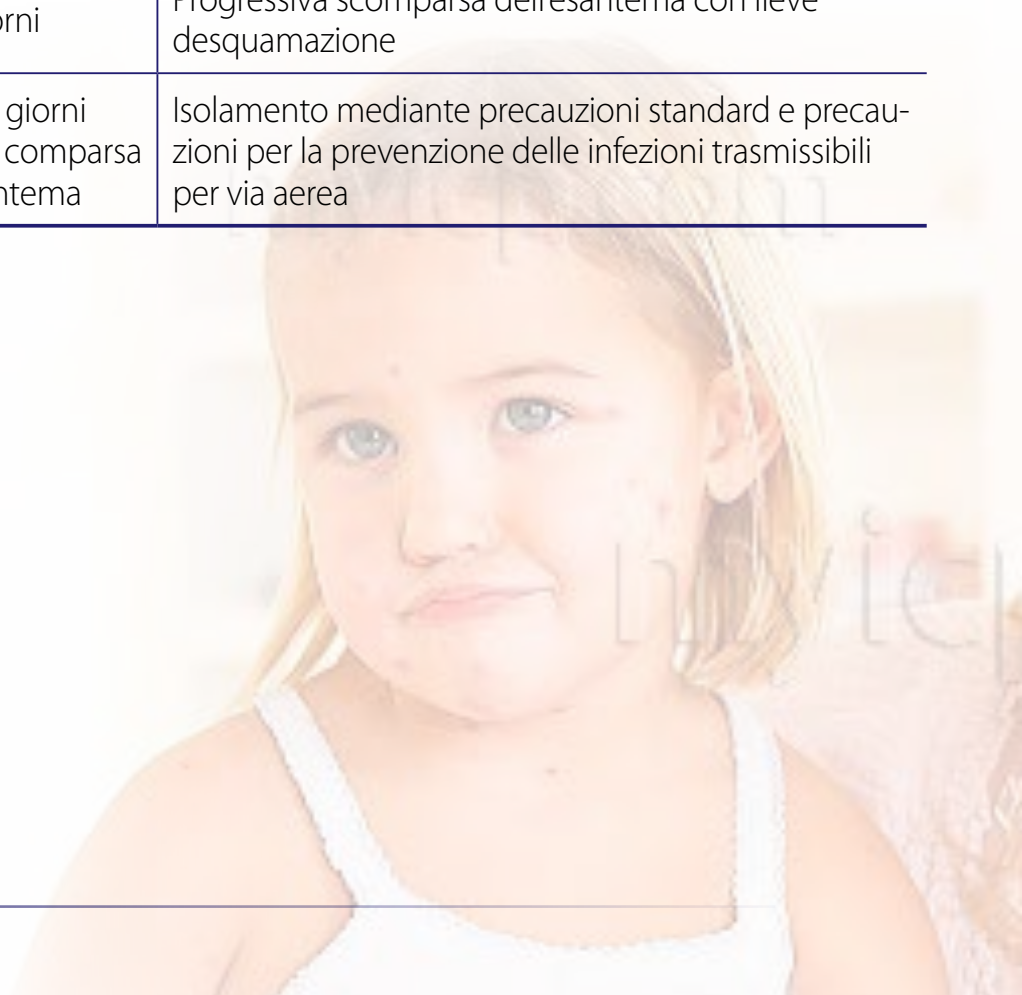 orni
Progressiva scomparsa dell'esantema con lieve
desquamazione
giorni
comparsa
ntema
Isolamento mediante precauzioni standard e precau-
zioni per la prevenzione delle infezioni trasmissibili
per via aerea